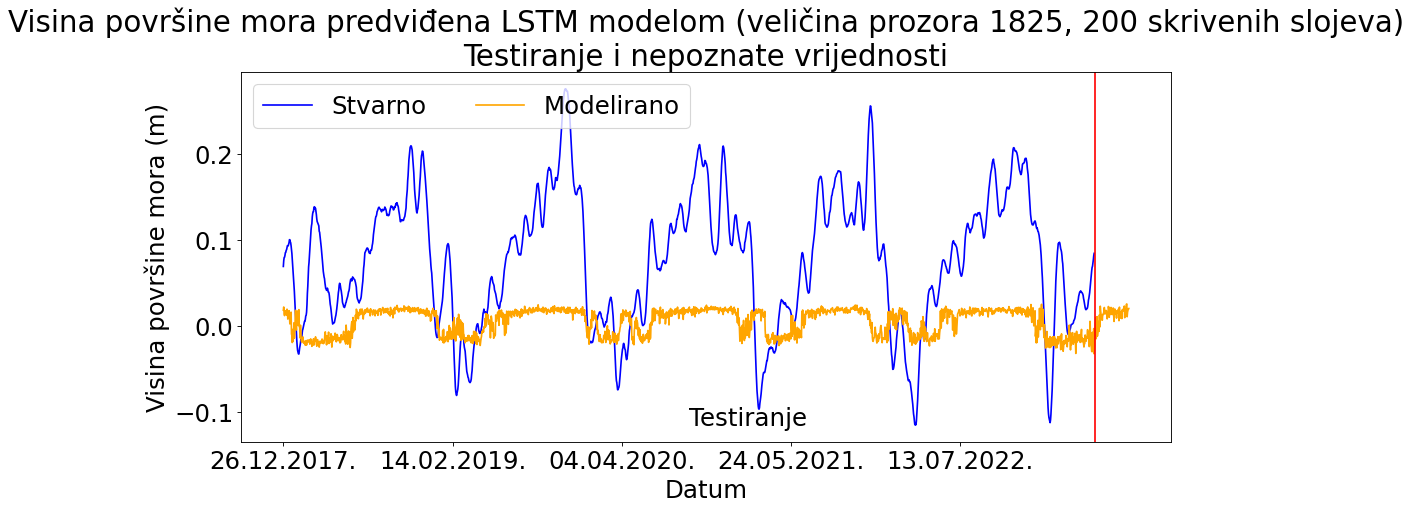 Visina površine mora predviđena LSTM modelom (veličina prozora 1825, 200 skrivenih slojeva)
Testiranje i nepoznate vrijednosti
Stvarno Modelirano
Visina površine mora (m)
0.2
0.1
0.0
−0.1
Testiranje
26.12.2017. 14.02.2019. 04.04.2020. 24.05.2021. 13.07.2022.
Datum